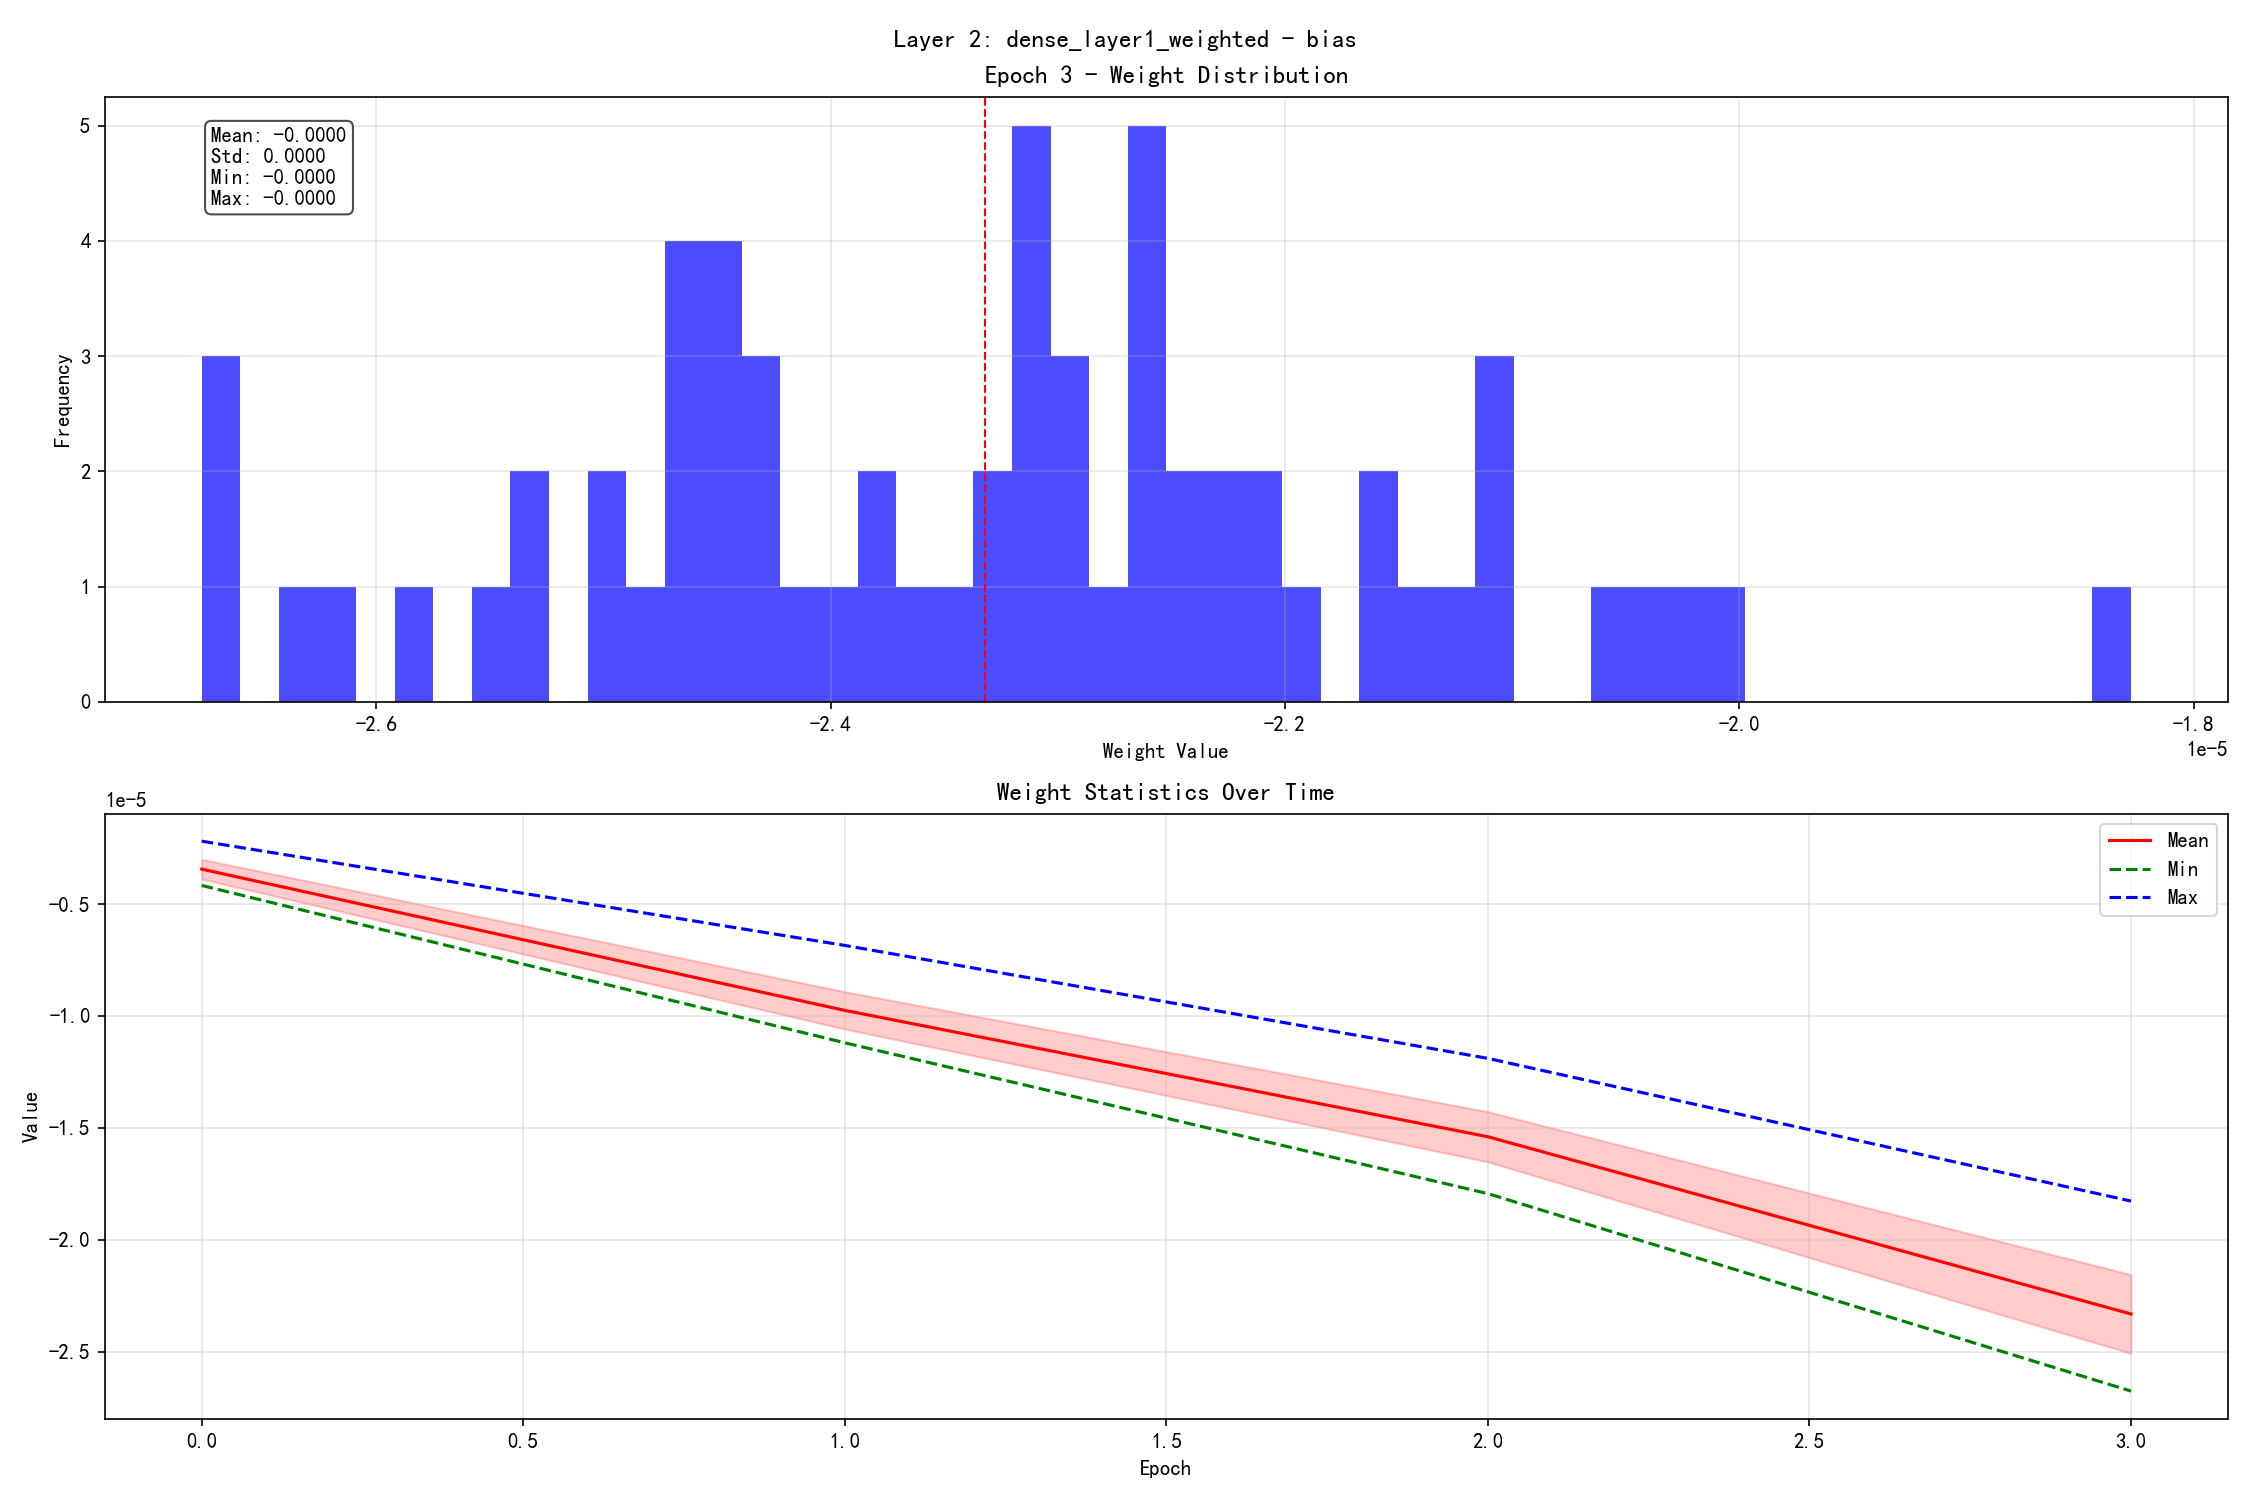 Layer 2: dense_layer1_weighted - bias
Epoch 3 - Weight Distribution
Mean: -0.0000
Std: 0.0000
Min: -0.0000
Max: -0.0000
5
4
3
2
1
0
Frequency
-2.6
-2.4
-2.2
-2.0
-1.8
1e-5
Weight Value
Weight Statistics Over Time
1e-5
Mean
Min
Max
-0.5
-1.0
-1.5
-2.0
-2.5
Value
0.0
0.5
1.0
1.5
2.0
2.5
3.0
Epoch